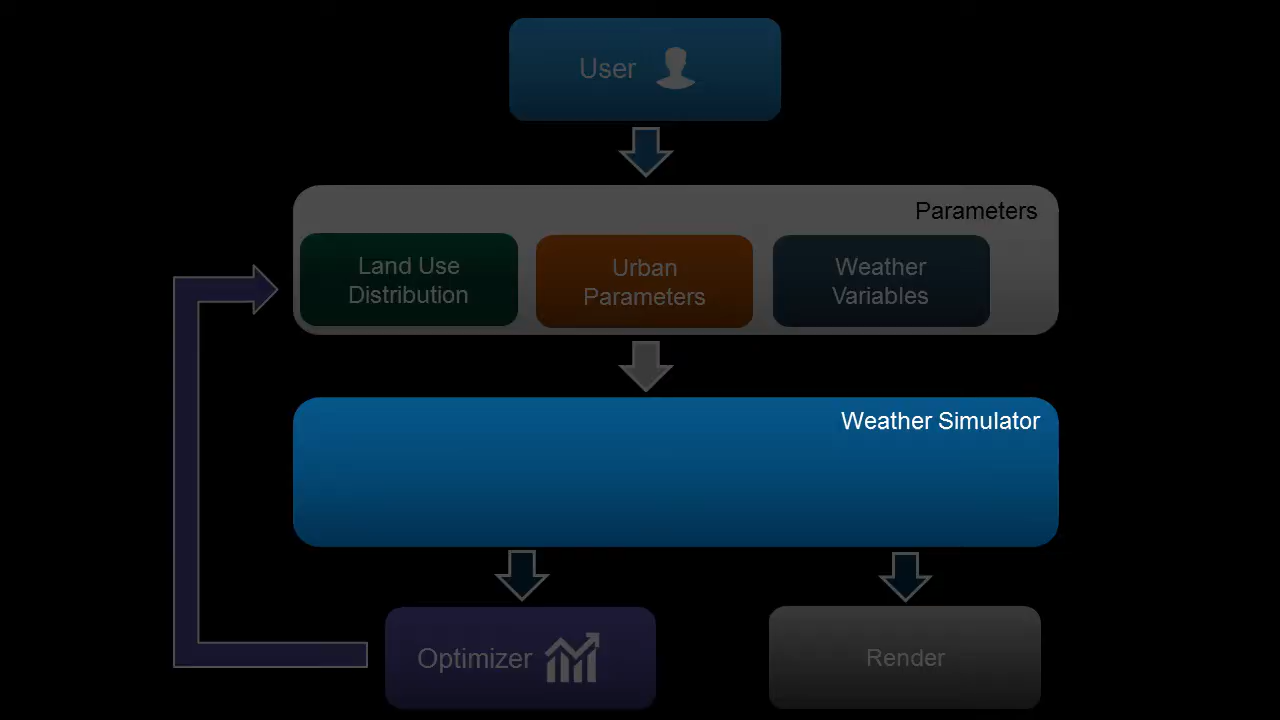 User
Parameters
Land Use
Distribution
Urban
Parameters
Weather
Variables
Weather Simulator
Optimizer
Render